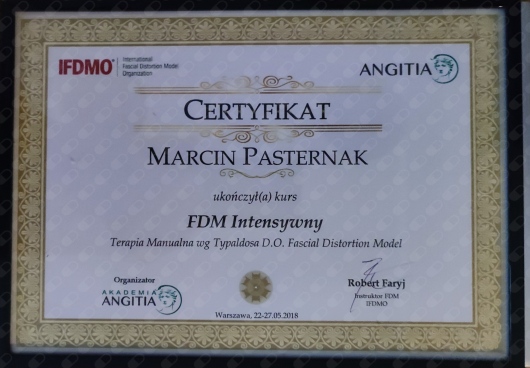 IFDMO
International
Fascial Distortion Model
Organization
ANGITIA
CERTYFIKAT
MARCIN PASTERNAK
ukończył(a) kurs
FDM Intensywny
Terapia Manualna wg Typaldosa D.O. Fascial Distortion Model
Organizator
AKADEMIA
ANGITIA
Robert Faryj
Instruktor FDM
IFDMO
Warszawa, 22-27.05.2018